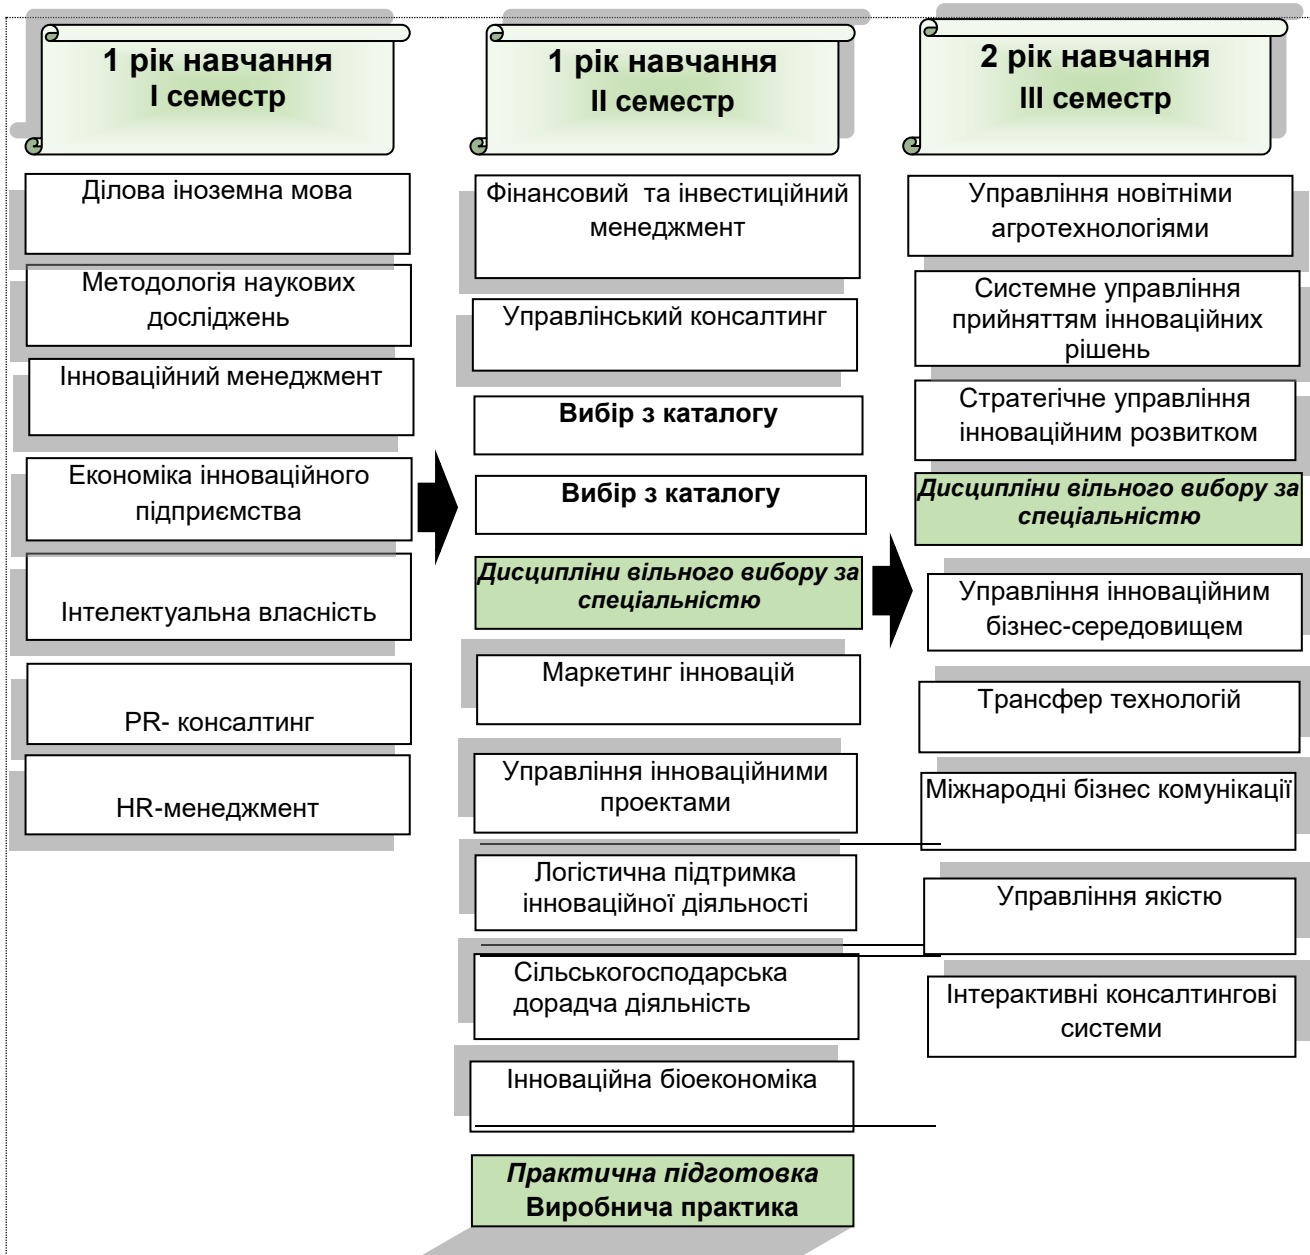 1 рік навчання
І семестр
Ділова іноземна мова
Методологія наукових
досліджень
Інноваційний менеджмент
Економіка інноваційного
підприємства
Інтелектуальна власність
PR- консалтинг
HR-менеджмент
1 рік навчання
ІІ семестр
Фінансовий та інвестиційний
менеджмент
Управлінський консалтинг
Вибір з каталогу
Вибір з каталогу
Дисципліни вільного вибору за
спеціальністю
Маркетинг інновацій
Управління інноваційними
проектами
Логістична підтримка
інноваційної діяльності
Сільськогосподарська
дорадча діяльність
Інноваційна біоекономіка
Практична підготовка
Виробнича практика
2 рік навчання
ІІІ семестр
Управління новітніми
агротехнологіями
Системне управління
прийняттям інноваційних
рішень
Стратегічне управління
інноваційним розвитком
Дисципліни вільного вибору за
спеціальністю
Управління інноваційним
бізнес-середовищем
Трансфер технологій
Міжнародні бізнес комунікації
Управління якістю
Інтерактивні консалтингові
системи